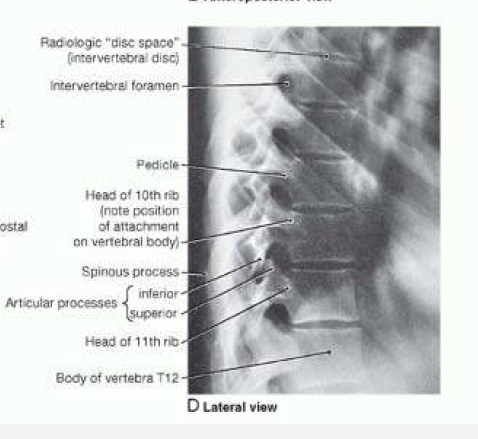 Radiologic “disc space”
(intervertebral disc)
Intervertebral foramen
t
Pedicle
Head of 10th rib
(note position
ostal
of attachment
on vertebral body)
Spinous process
Articular processes { inferior
superior
Head of 11th rib
Body of vertebra T12
D Lateral view